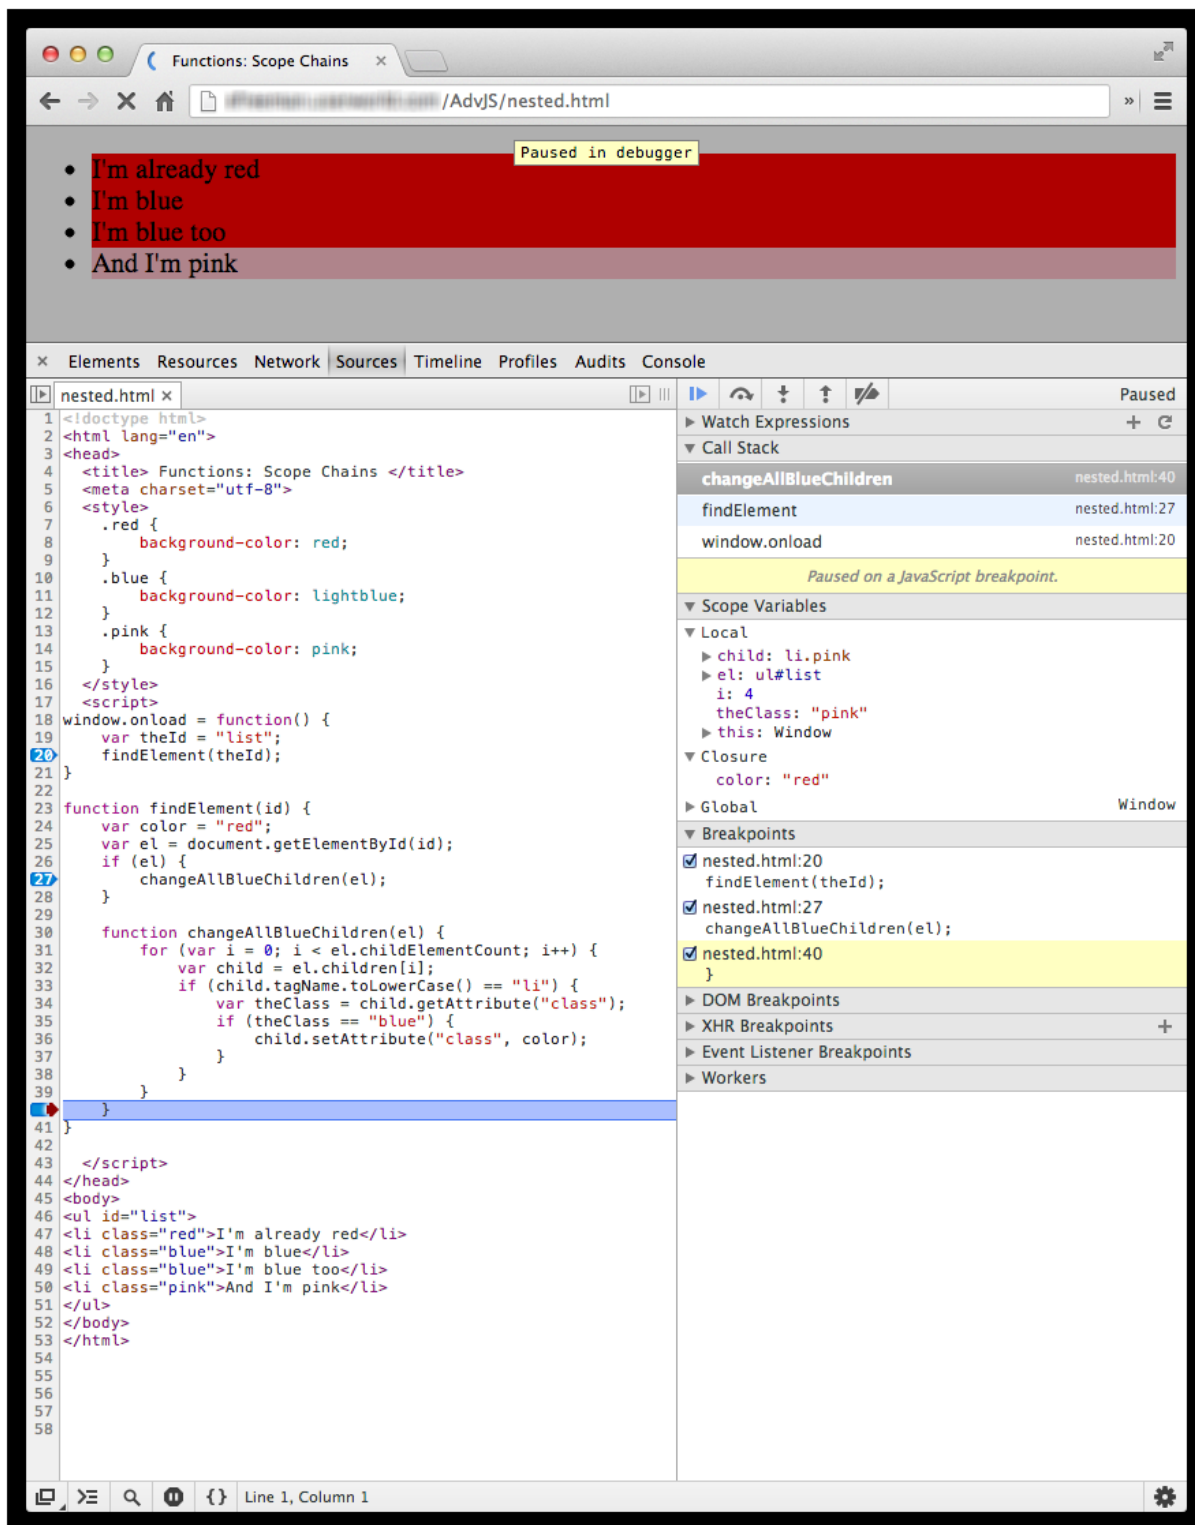 Functions: Scope Chains ×
/AdvJS/nested.html »
Paused in debugger
• I'm already red
• I'm blue
• I'm blue too
• And I'm pink
× Elements Resources Network Sources Timeline Profiles Audits Console
nested.html ×
1 <!doctype html>
2 <html lang="en">
3 <head>
4   <title> Functions: Scope Chains </title>
5   <meta charset="utf-8">
6   <style>
7     .red {
8         background-color: red;
9     }
10     .blue {
11         background-color: lightblue;
12     }
13     .pink {
14         background-color: pink;
15     }
16   </style>
17   <script>
18 window.onload = function() {
19     var theId = "list";
20     findElement(theId);
21 }
22
23 function findElement(id) {
24     var color = "red";
25     var el = document.getElementById(id);
26     if (el) {
27         changeAllBlueChildren(el);
28     }
29
30     function changeAllBlueChildren(el) {
31         for (var i = 0; i < el.childElementCount; i++) {
32             var child = el.children[i];
33             if (child.tagName.toLowerCase() == "li") {
34                 var theClass = child.getAttribute("class");
35                 if (theClass == "blue") {
36                     child.setAttribute("class", color);
37                 }
38             }
39         }
    }
41 }
42
43   </script>
44 </head>
45 <body>
46 <ul id="list">
47 <li class="red">I'm already red</li>
48 <li class="blue">I'm blue</li>
49 <li class="blue">I'm blue too</li>
50 <li class="pink">And I'm pink</li>
51 </ul>
52 </body>
53 </html>
54
55
56
57
58
Paused
Watch Expressions
Call Stack
changeAllBlueChildren nested.html:40
findElement nested.html:27
window.onload nested.html:20
Paused on a JavaScript breakpoint.
Scope Variables
Local
child: li.pink
el: ul#list
i: 4
theClass: "pink"
this: Window
Closure
color: "red"
Global Window
Breakpoints
nested.html:20
findElement(theId);
nested.html:27
changeAllBlueChildren(el);
nested.html:40
}
DOM Breakpoints
XHR Breakpoints
Event Listener Breakpoints
Workers
{} Line 1, Column 1